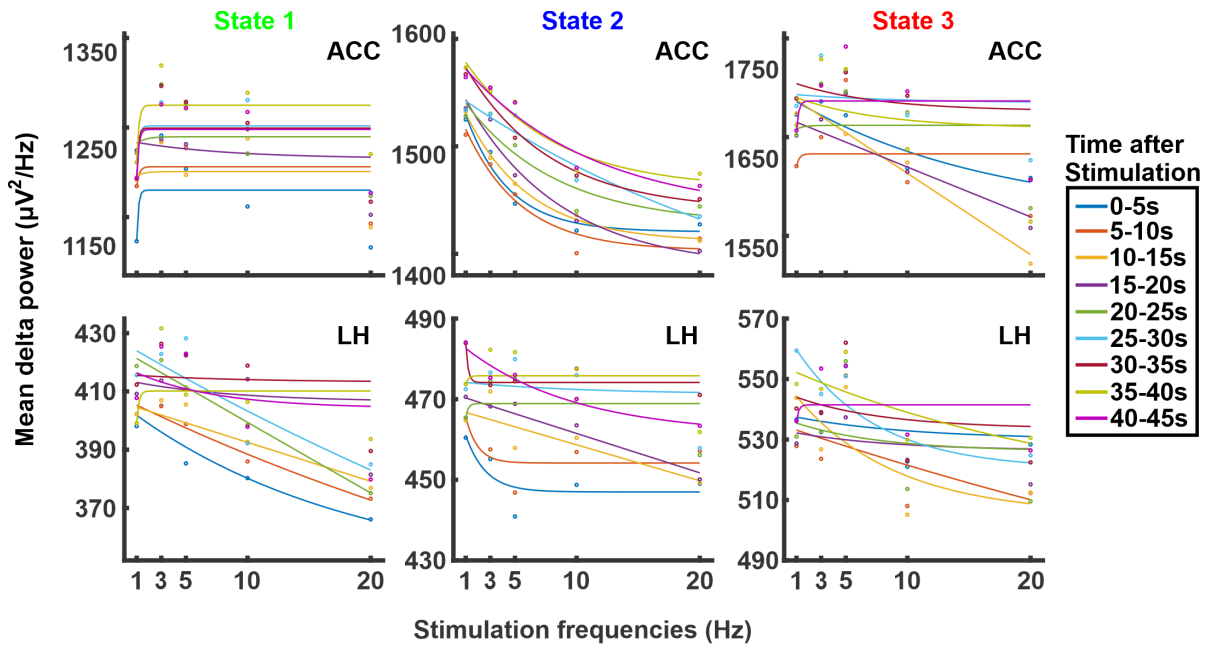 State 1
State 2
State 3
ACC
ACC
ACC
1350
1250
1150
1600
1500
1400
1750
1650
1550
LH
LH
LH
430
410
390
370
490
470
450
430
570
550
530
510
490
1 3 5 10 20
1 3 5 10 20
1 3 5 10 20
Mean delta power (µV²/Hz)
Stimulation frequencies (Hz)
Time after
Stimulation
0-5s
5-10s
10-15s
15-20s
20-25s
25-30s
30-35s
35-40s
40-45s